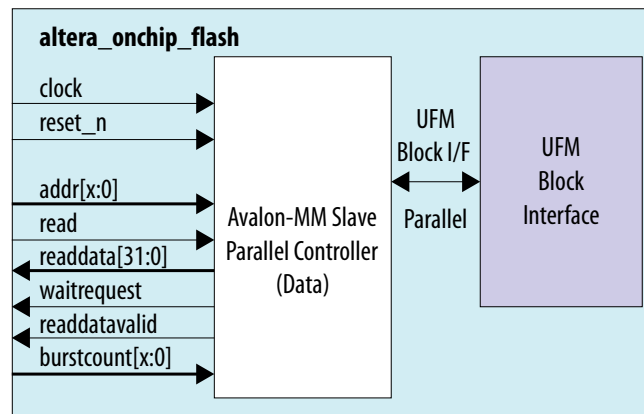 altera_onchip_flash
clock
reset_n
addr[x:0]
read
readdata[31:0]
waitrequest
readdatavalid
burstcount[x:0]
Avalon-MM Slave
Parallel Controller
(Data)
UFM
Block I/F
Parallel
UFM
Block
Interface